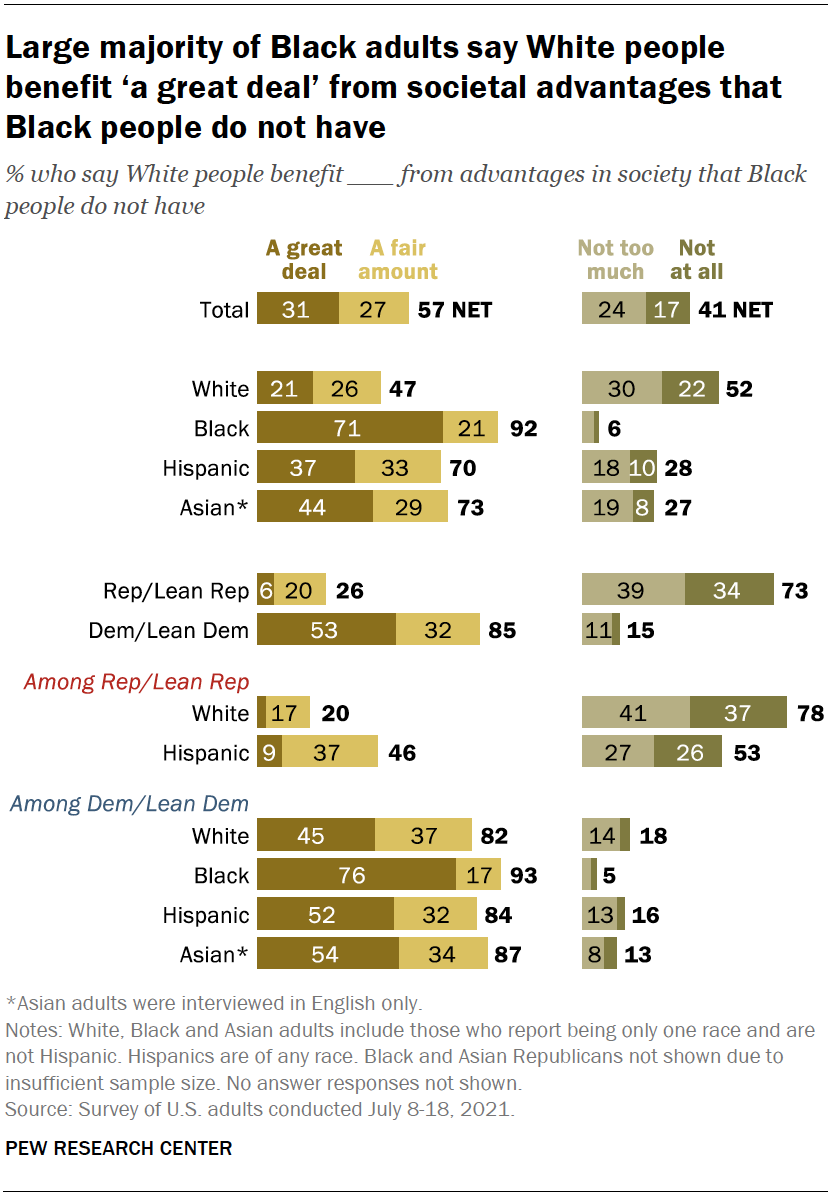 Large majority of Black adults say White people
benefit ‘a great deal’ from societal advantages that
Black people do not have
% who say White people benefit ___ from advantages in society that Black
people do not have
A great deal A fair amount Not too much Not at all
Total 31 27 57 NET 24 17 41 NET
White 21 26 47 30 22 52
Black 71 21 92 6
Hispanic 37 33 70 18 10 28
Asian* 44 29 73 19 8 27
Rep/Lean Rep 6 20 26 39 34 73
Dem/Lean Dem 53 32 85 11 15
Among Rep/Lean Rep
White 17 20 41 37 78
Hispanic 9 37 46 27 26 53
Among Dem/Lean Dem
White 45 37 82 14 18
Black 76 17 93 5
Hispanic 52 32 84 13 16
Asian* 54 34 87 8 13
*Asian adults were interviewed in English only.
Notes: White, Black and Asian adults include those who report being only one race and are
not Hispanic. Hispanics are of any race. Black and Asian Republicans not shown due to
insufficient sample size. No answer responses not shown.
Source: Survey of U.S. adults conducted July 8-18, 2021.
PEW RESEARCH CENTER